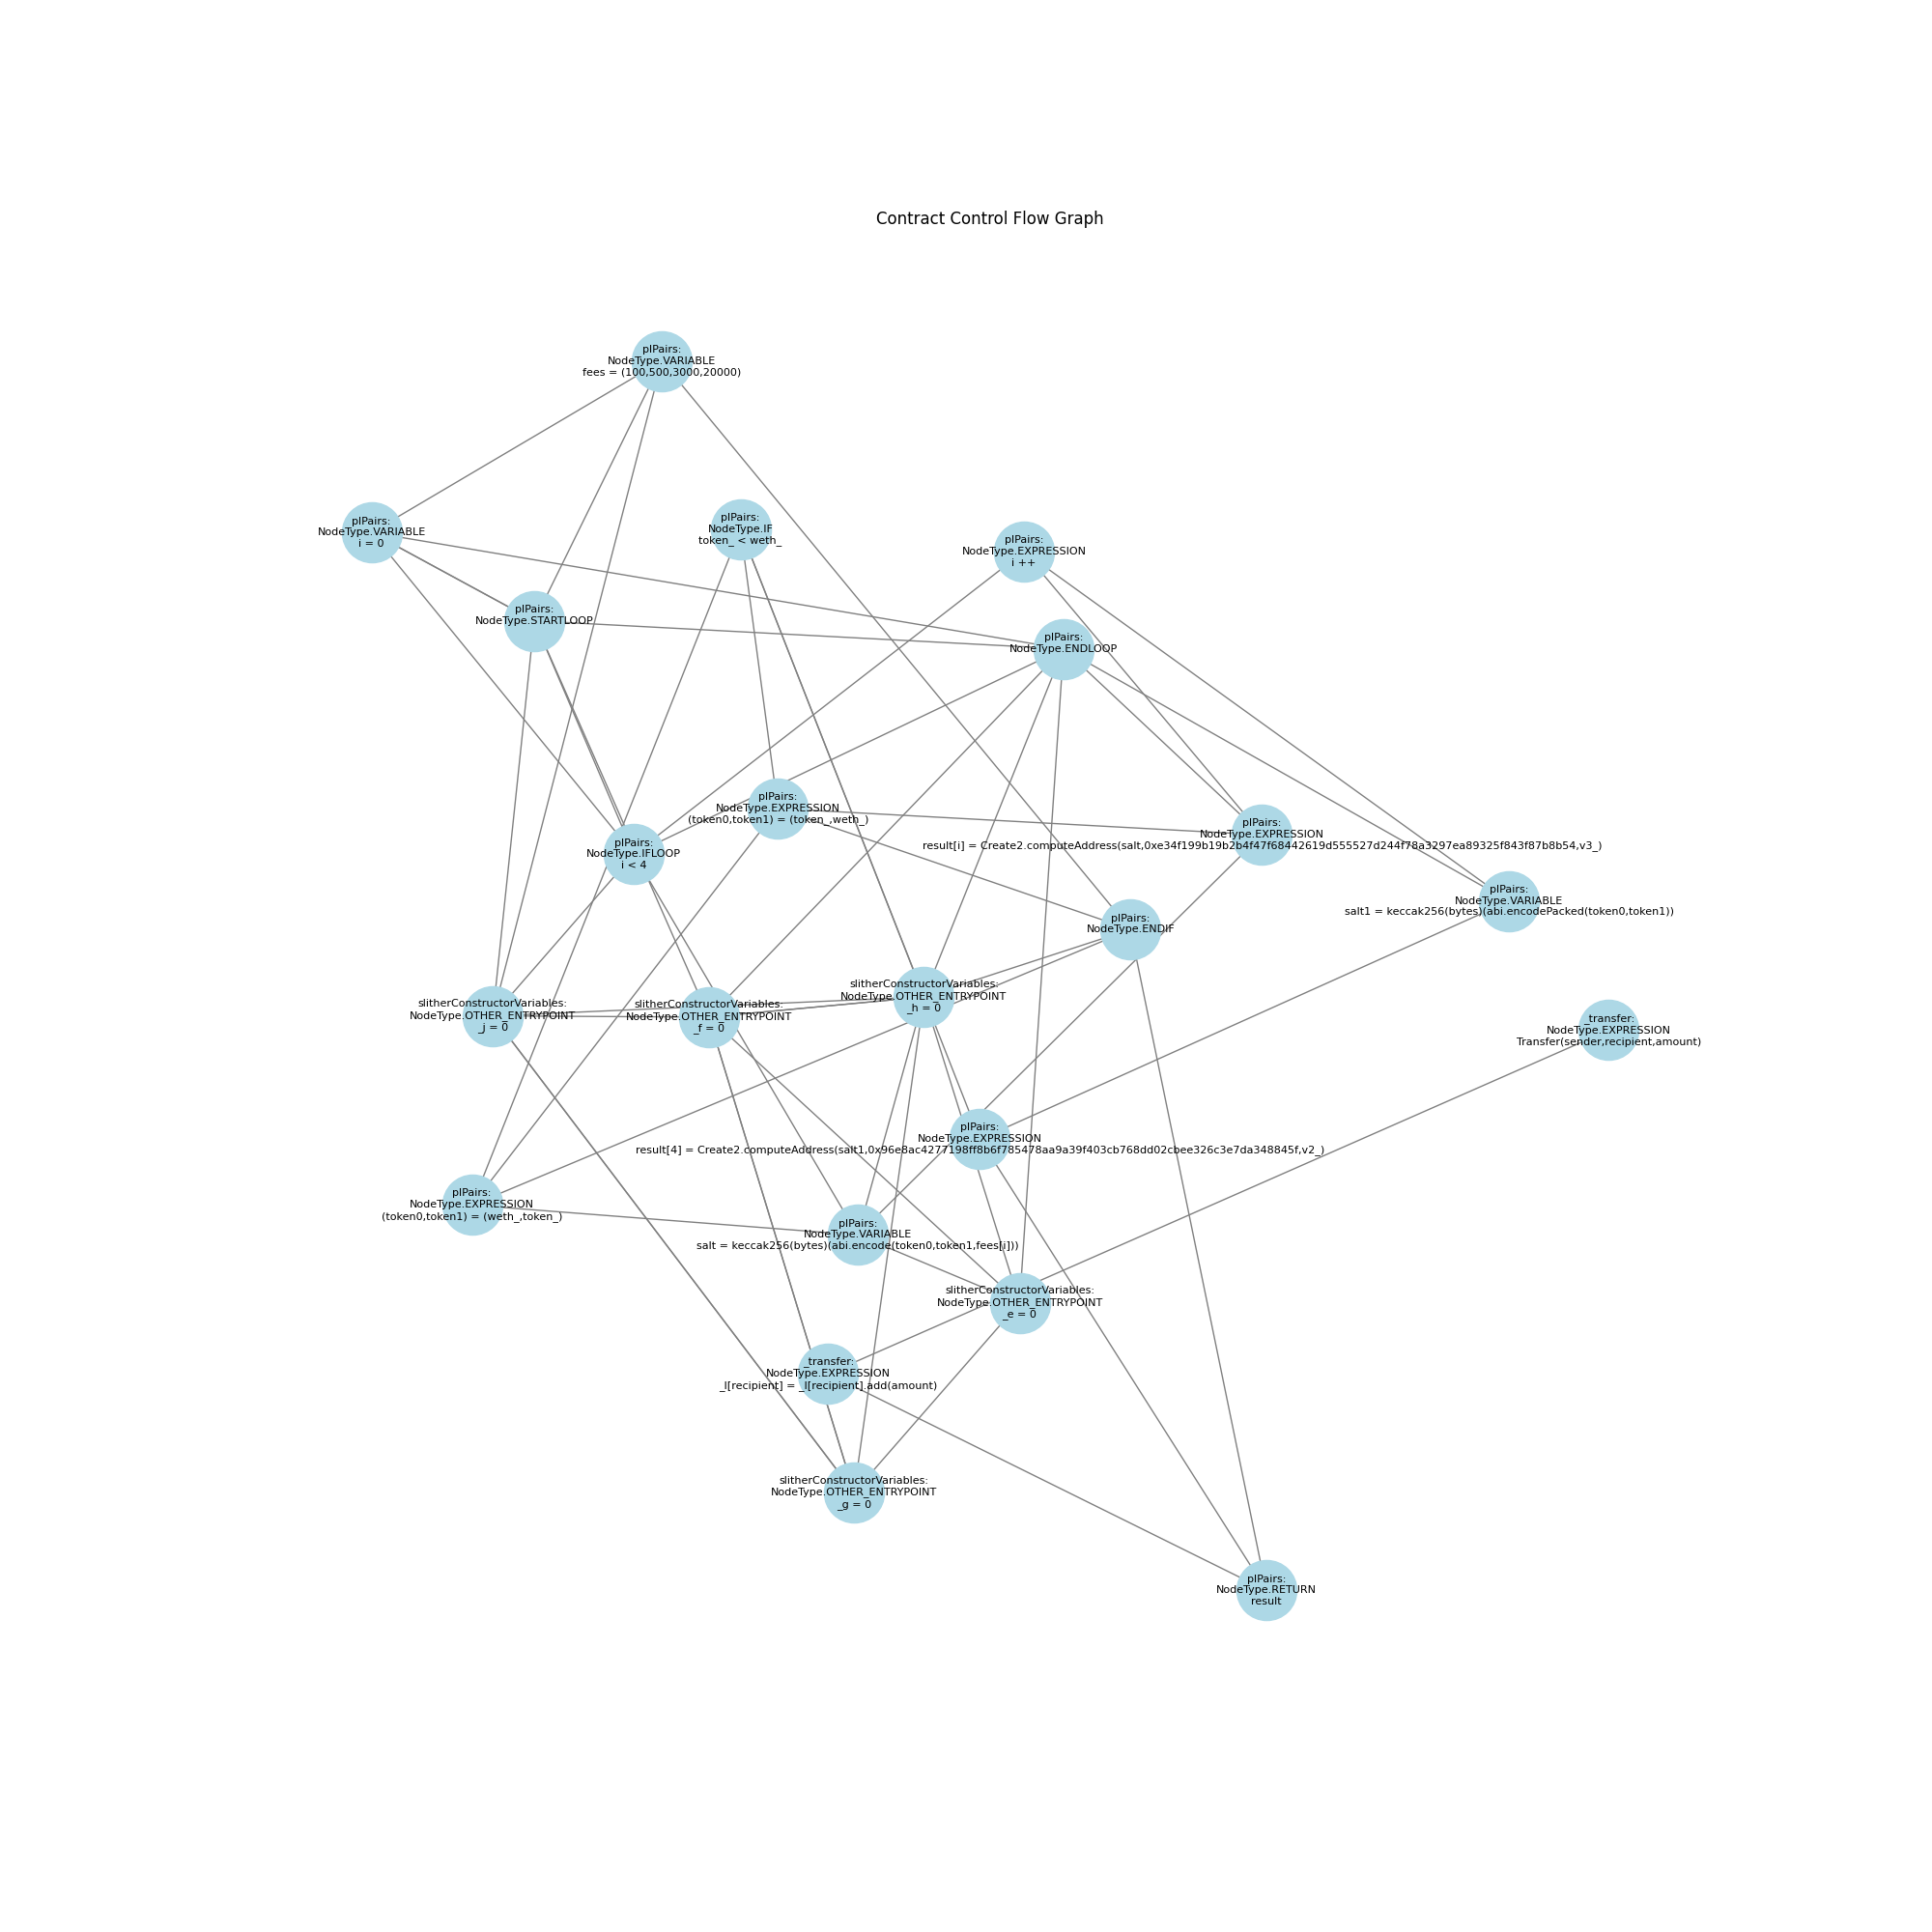 Contract Control Flow Graph
plPairs:
NodeType.VARIABLE
fees = (100,500,3000,20000)
plPairs:
NodeType.VARIABLE
i = 0
plPairs:
NodeType.IF
token_ < weth_
plPairs:
NodeType.EXPRESSION
i ++
plPairs:
NodeType.STARTLOOP
plPairs:
NodeType.ENDLOOP
plPairs:
NodeType.EXPRESSION
(token0,token1) = (token_,weth_)
plPairs:
NodeType.EXPRESSION
result[i] = Create2.computeAddress(salt,0xe34f199b19b2b4f47f68442619d555527d244f78a3297ea89325f843f87b8b54,v3_)
plPairs:
NodeType.IFLOOP
i < 4
plPairs:
NodeType.VARIABLE
salt1 = keccak256(bytes)(abi.encodePacked(token0,token1))
plPairs:
NodeType.ENDIF
slitherConstructorVariables:
NodeType.OTHER_ENTRYPOINT
_h = 0
slitherConstructorVariables:
NodeType.OTHER_ENTRYPOINT
_j = 0
slitherConstructorVariables:
NodeType.OTHER_ENTRYPOINT
_f = 0
_transfer:
NodeType.EXPRESSION
Transfer(sender,recipient,amount)
plPairs:
NodeType.EXPRESSION
result[4] = Create2.computeAddress(salt1,0x96e8ac4277198ff8b6f785478aa9a39f403cb768dd02cbee326c3e7da348845f,v2_)
plPairs:
NodeType.EXPRESSION
(token0,token1) = (weth_,token_)
plPairs:
NodeType.VARIABLE
salt = keccak256(bytes)(abi.encode(token0,token1,fees[i]))
slitherConstructorVariables:
NodeType.OTHER_ENTRYPOINT
_e = 0
_transfer:
NodeType.EXPRESSION
_l[recipient] = _l[recipient].add(amount)
slitherConstructorVariables:
NodeType.OTHER_ENTRYPOINT
_g = 0
plPairs:
NodeType.RETURN
result